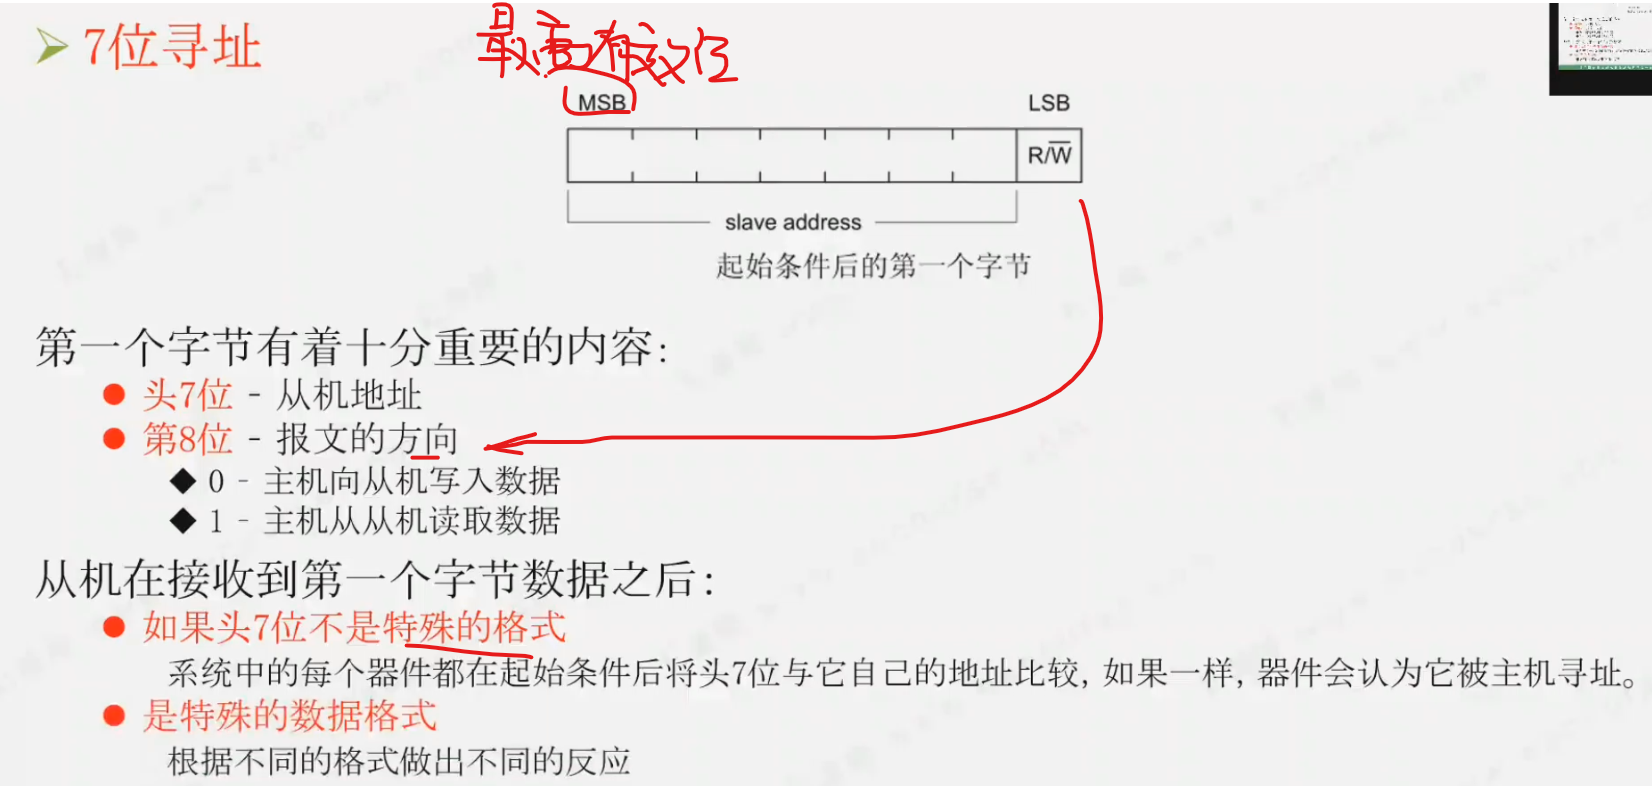 最高有效位
7位寻址
MSB
LSB
R/W̅
slave address
起始条件后的第一个字节
第一个字节有着十分重要的内容:
头7位 - 从机地址
第8位 - 报文的方向
0 - 主机向从机写入数据
1 - 主机从从机读取数据
从机在接收到第一个字节数据之后:
如果头7位不是特殊的格式
系统中的每个器件都在起始条件后将头7位与它自己的地址比较, 如果一样, 器件会认为它被主机寻址。
是特殊的数据格式
根据不同的格式做出不同的反应